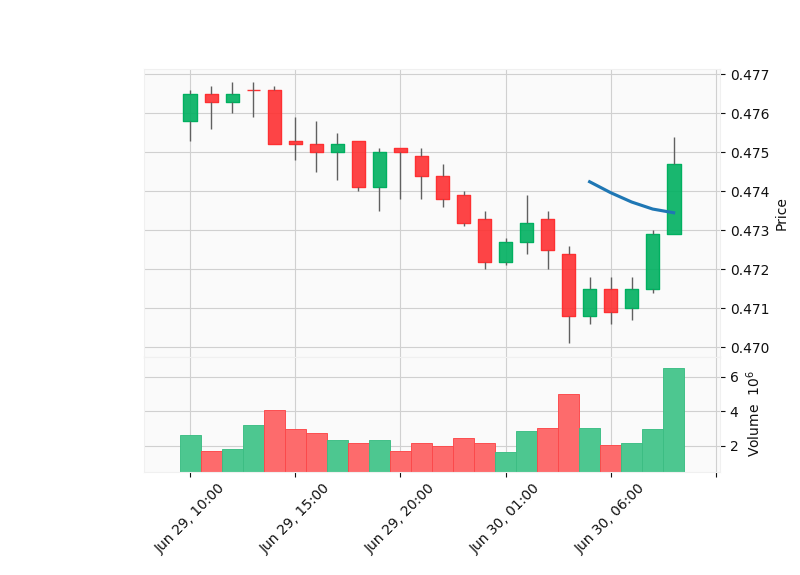 0.477
0.476
0.475
0.474
0.473
0.472
0.471
0.470
Price
6
4
2
Volume 10^6
Jun 29, 10:00
Jun 29, 15:00
Jun 29, 20:00
Jun 30, 01:00
Jun 30, 06:00